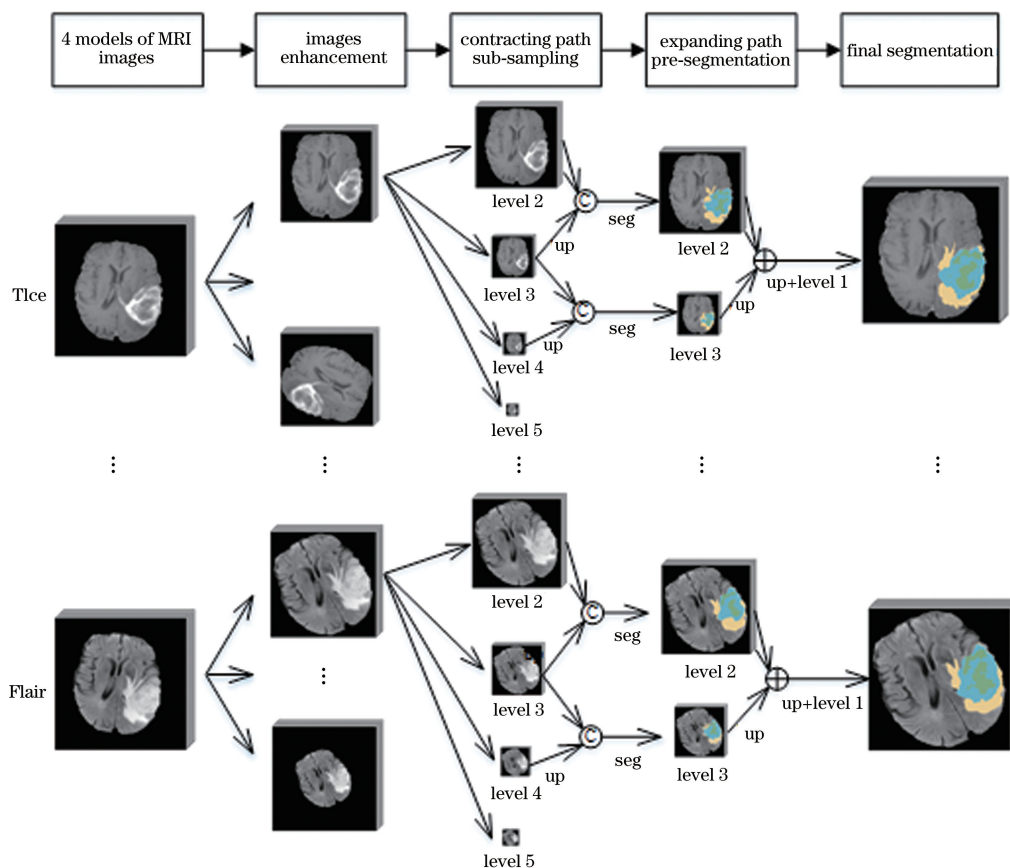 4 models of MRI
images
images
enhancement
contracting path
sub-sampling
expanding path
pre-segmentation
final segmentation
Tlce
level 2
up
seg
level 2
level 3
up
up+level 1
up
seg
level 3
level 4
level 5
Flair
level 2
seg
level 2
level 3
up+level 1
up
seg
up
level 3
level 4
level 5